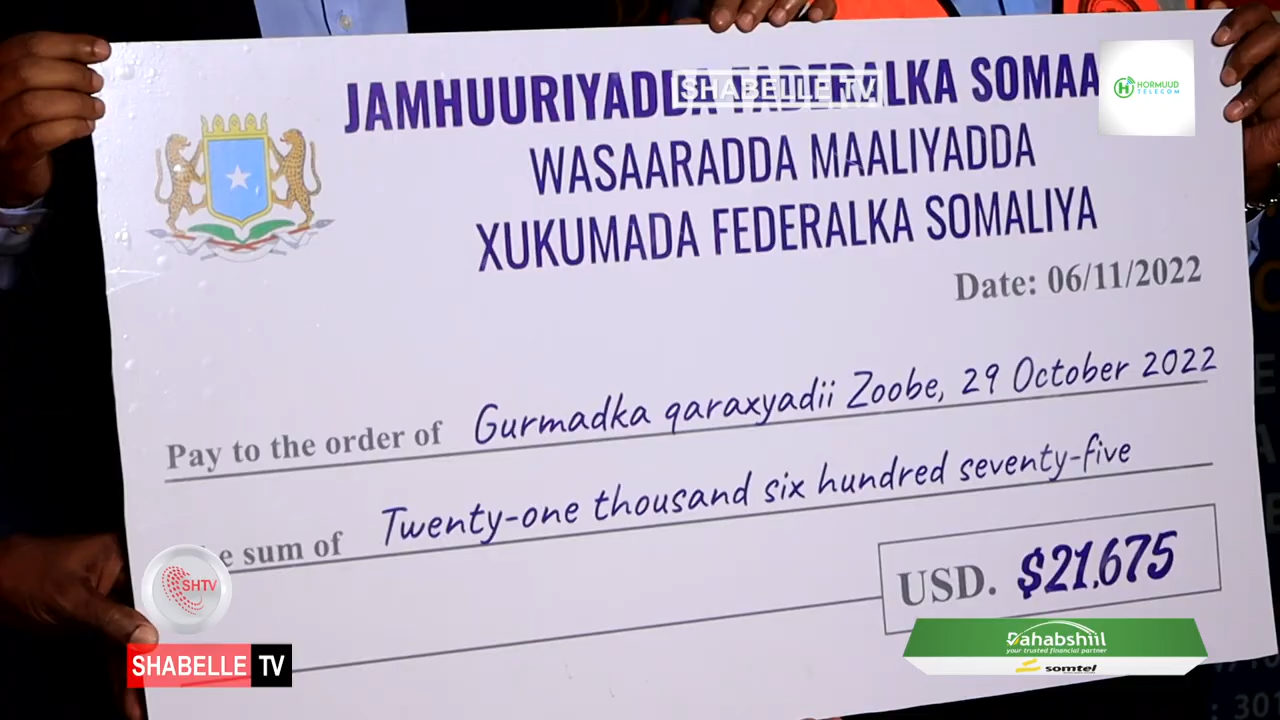 JAMHUURIYADDA FADERALKA SOMAA
SHABELLE TV
HORMUUD
TELECOM
WASAARADDA MAALIYADDA
XUKUMADA FEDERALKA SOMALIYA
Date: 06/11/2022
Pay to the order of Gurmadka qaraxyadii Zoobe, 29 October 2022
e sum of Twenty-one thousand six hundred seventy-five
USD. $21,675
SHTV
SHABELLE TV
Dahabshiil
your trusted financial partner
somtel